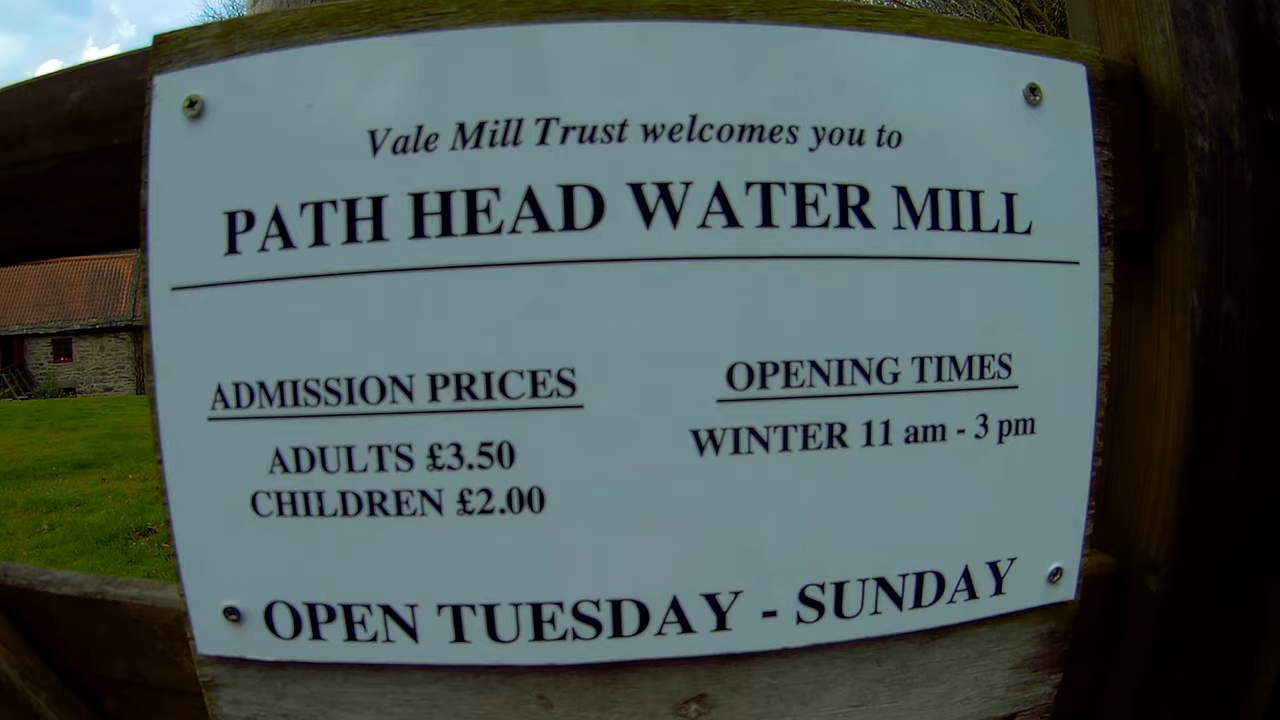 Vale Mill Trust welcomes you to
PATH HEAD WATER MILL
ADMISSION PRICES
ADULTS £3.50
CHILDREN £2.00
OPENING TIMES
WINTER 11 am - 3 pm
OPEN TUESDAY - SUNDAY